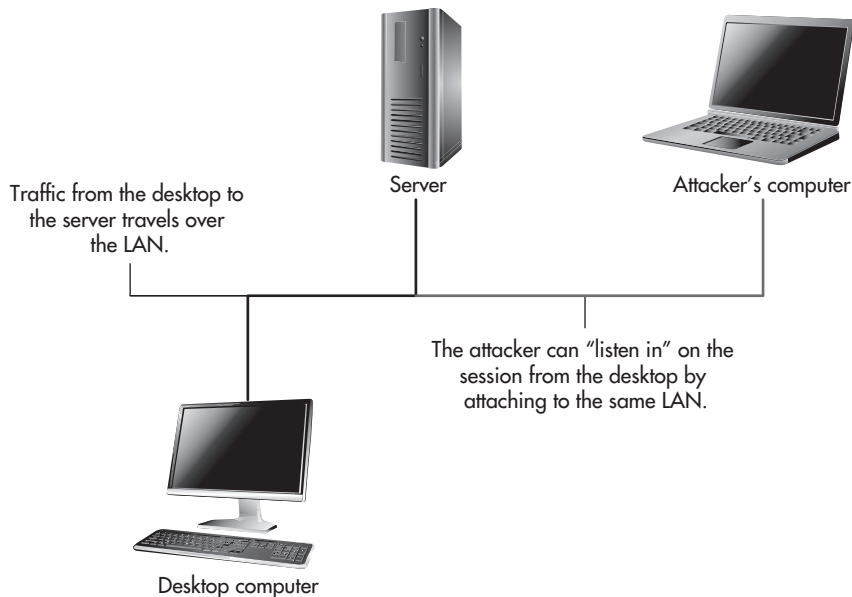 Server
Attacker's computer
Traffic from the desktop to
the server travels over
the LAN.
The attacker can "listen in" on the
session from the desktop by
attaching to the same LAN.
Desktop computer